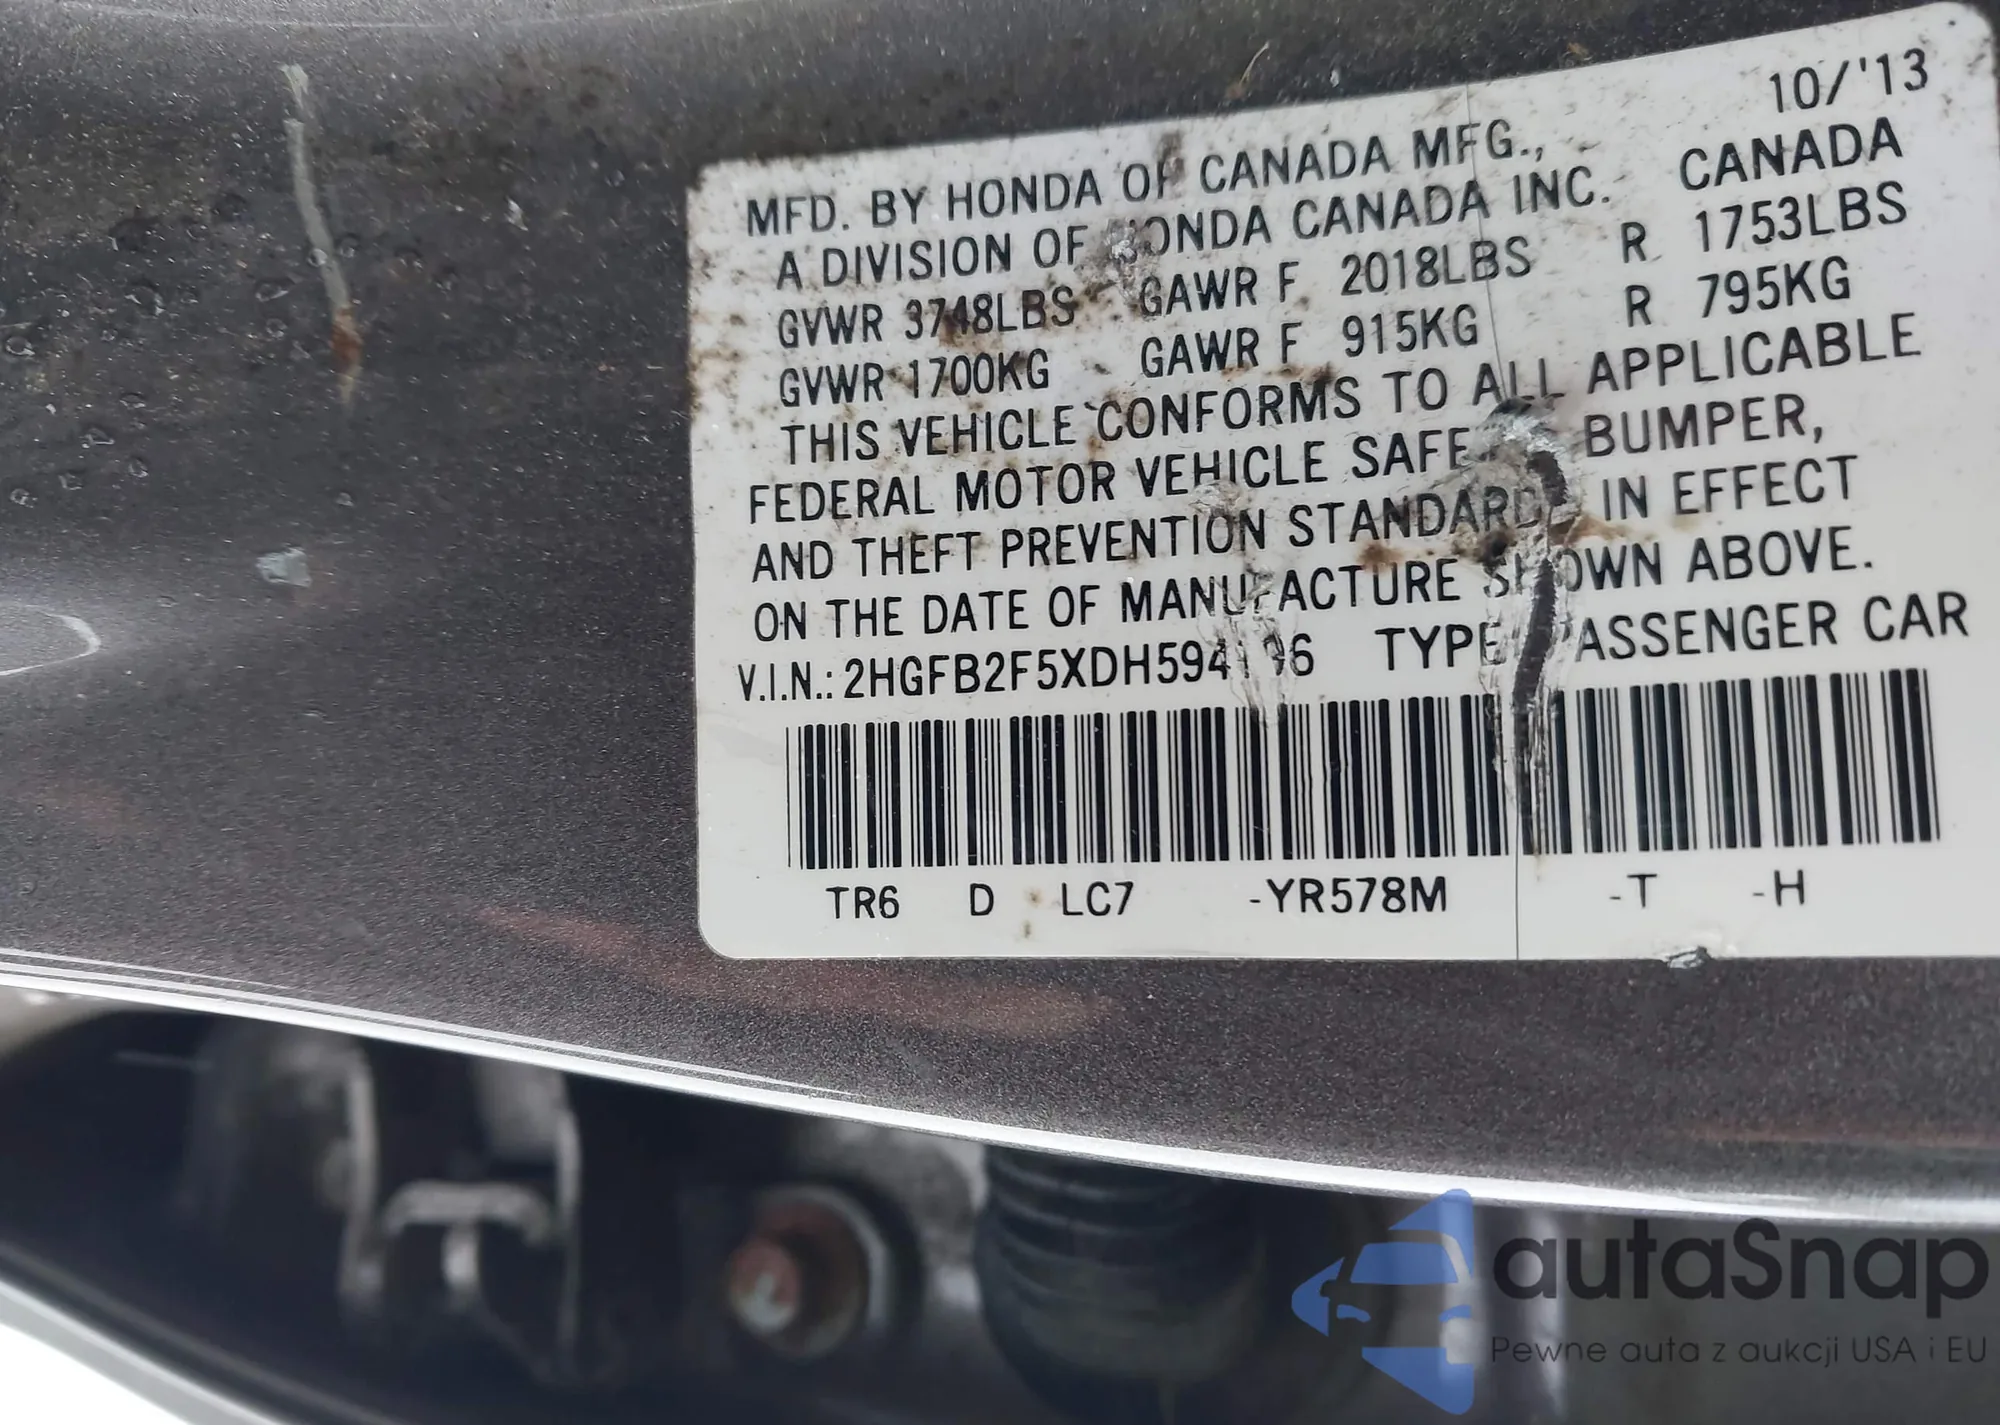 10/'13
MFD. BY HONDA OF CANADA MFG.,
A DIVISION OF HONDA CANADA INC. CANADA
GVWR 3748LBS GAWR F 2018LBS R 1753LBS
GVWR 1700KG GAWR F 915KG R 795KG
THIS VEHICLE CONFORMS TO ALL APPLICABLE
FEDERAL MOTOR VEHICLE BUMPER,
AND THEFT PREVENTION STANDARDS IN EFFECT
ON THE DATE OF MANUFACTURE SHOWN ABOVE.
V.I.N.: TYPE PASSENGER CAR
TR6 D LC7 -YR578M -T -H
autaSnap
Pewne auta z aukcji USA i EU